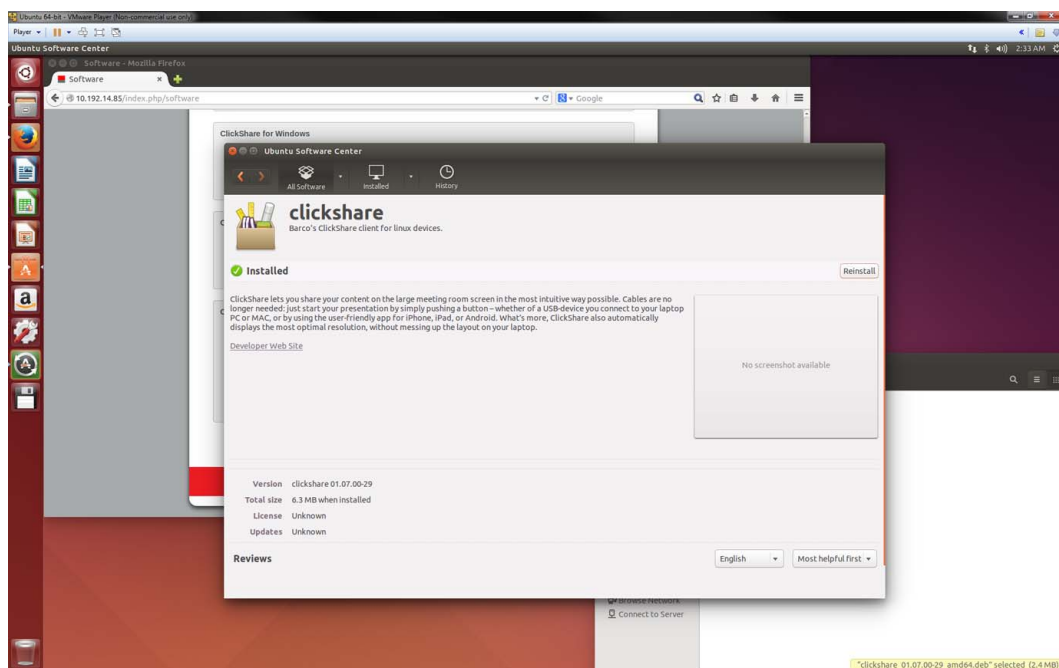 Ubuntu 64-bit - VMware Player (Non-commercial use only)
Player
Ubuntu Software Center
2:33 AM
Software - Mozilla Firefox
Software
10.192.14.85/index.php/software
Google
ClickShare for Windows
Ubuntu Software Center
All Software
Installed
History
clickshare
Barco's ClickShare client for linux devices.
Installed
Reinstall
ClickShare lets you share your content on the large meeting room screen in the most intuitive way possible. Cables are no
longer needed: just start your presentation by simply pushing a button – whether of a USB-device you connect to your laptop
PC or MAC, or by using the user-friendly app for iPhone, iPad, or Android. What's more, ClickShare also automatically
displays the most optimal resolution, without messing up the layout on your laptop.
Developer Web Site
No screenshot available
Version clickshare 01.07.00-29
Total size 6.3 MB when installed
License Unknown
Updates Unknown
Reviews
English
Most helpful first
Browse Network
Connect to Server
"clickshare_01.07.00-29_amd64.deb" selected (2.4 MB)